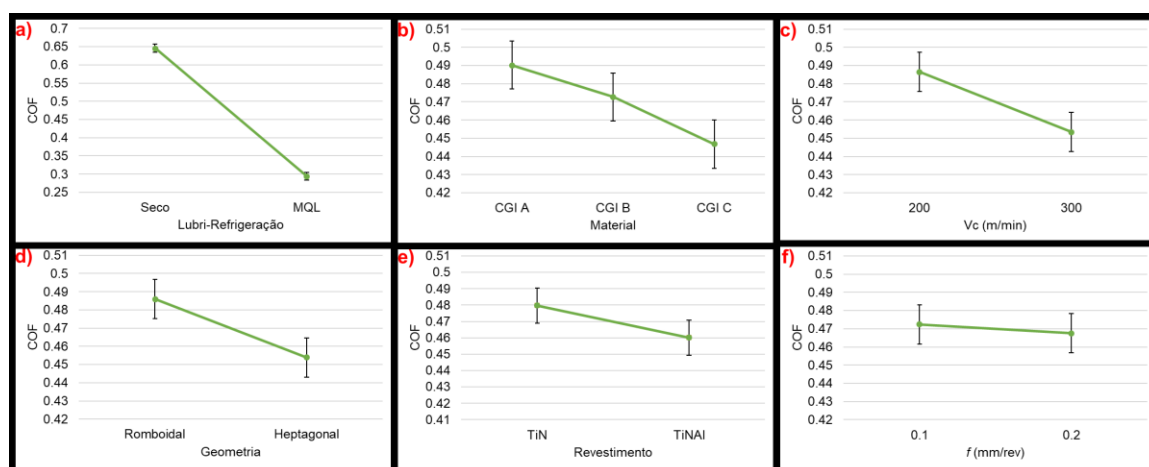 a)
0.7
0.65
0.6
0.55
0.5
0.45
0.4
0.35
0.3
0.25
COF
Seco MQL
Lubri-Refrigeração
b)
0.51
0.5
0.49
0.48
0.47
0.46
0.45
0.44
0.43
0.42
COF
CGI A CGI B CGI C
Material
c)
0.51
0.5
0.49
0.48
0.47
0.46
0.45
0.44
0.43
0.42
COF
200 300
Vc (m/min)
d)
0.51
0.5
0.49
0.48
0.47
0.46
0.45
0.44
0.43
0.42
COF
Romboidal Heptagonal
Geometria
e)
0.51
0.5
0.49
0.48
0.47
0.46
0.45
0.44
0.43
0.42
0.41
COF
TiN TiNAl
Revestimento
f)
0.51
0.5
0.49
0.48
0.47
0.46
0.45
0.44
0.43
0.42
COF
0.1 0.2
f (mm/rev)